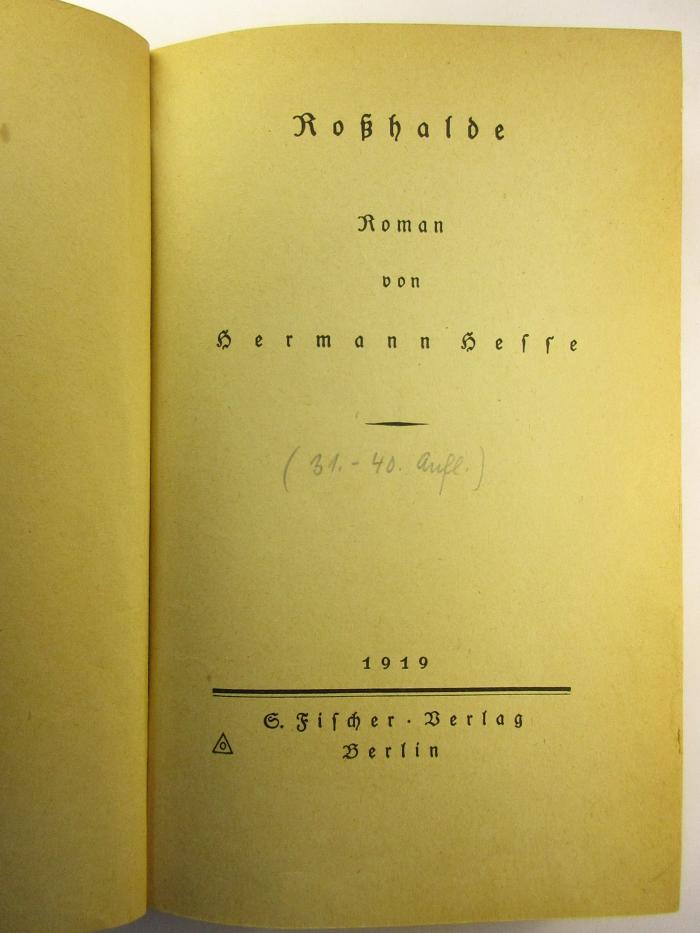 Roßhalde
Roman
von
Hermann Hesse
(31.-40. Aufl.)
1919
S. Fischer · Verlag
Berlin